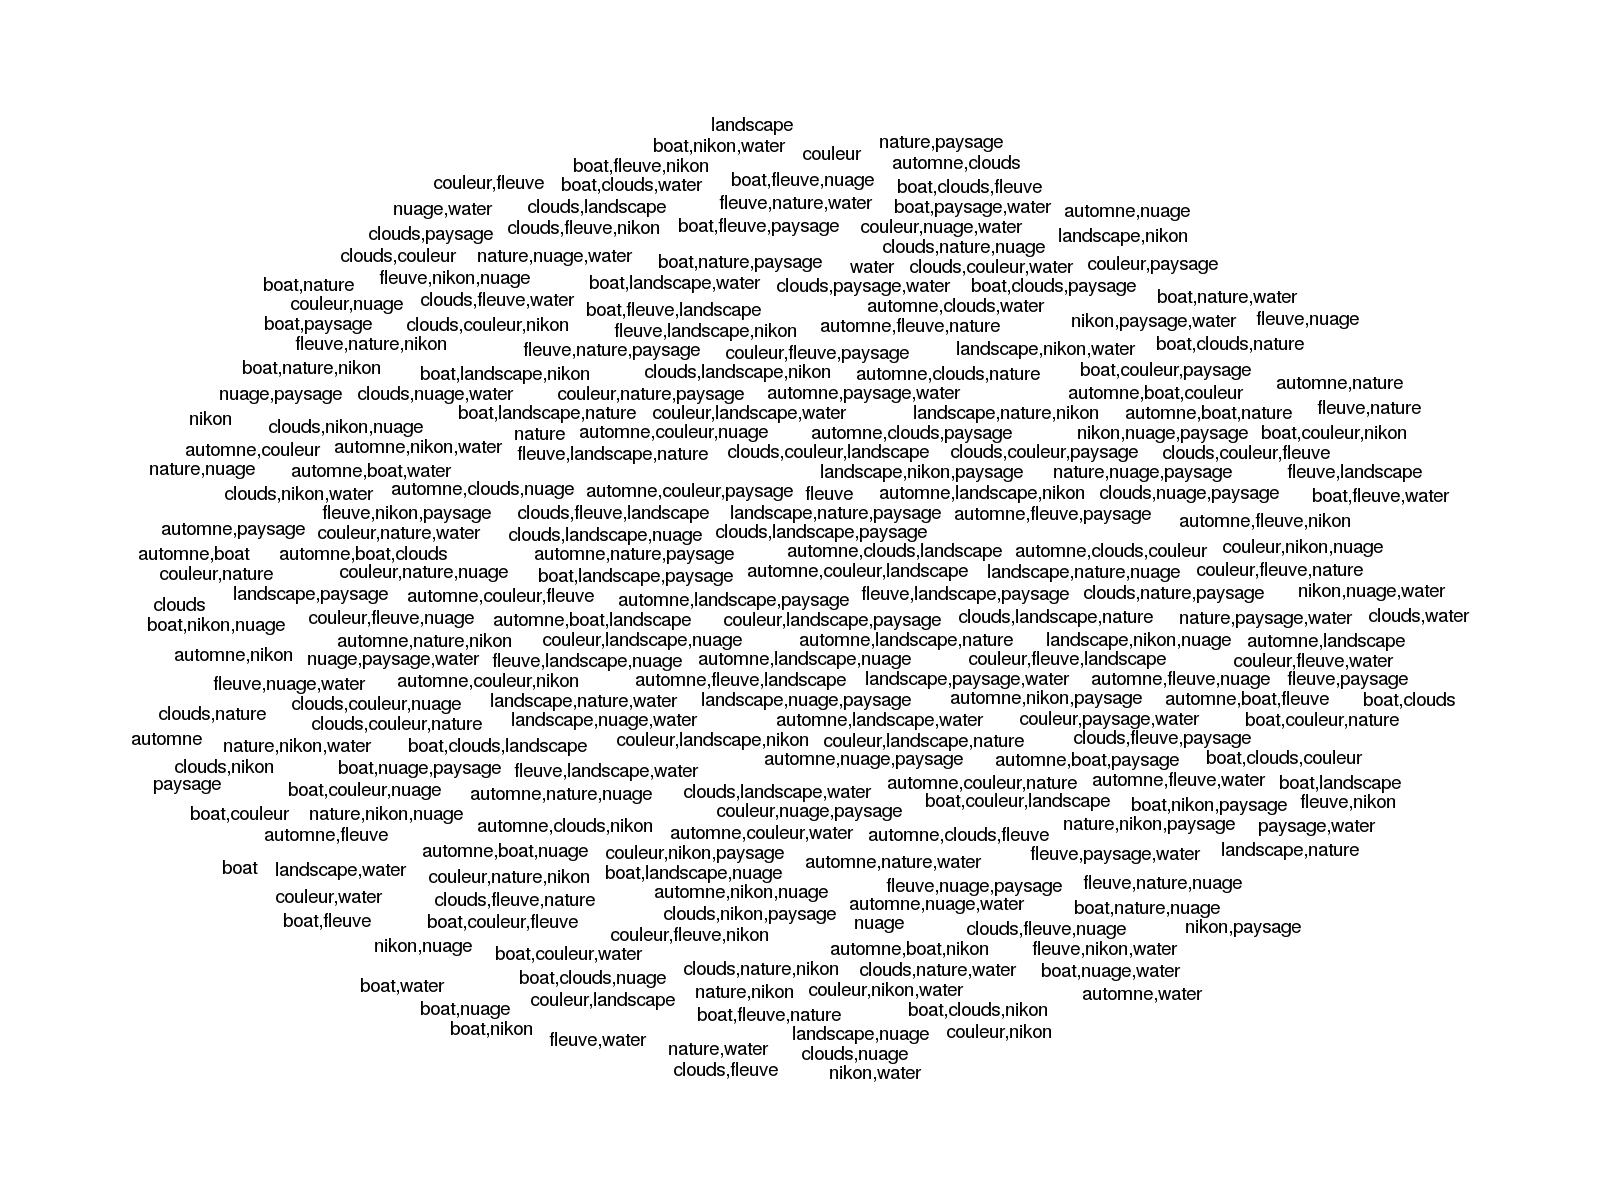 landscape
boat,nikon,water couleur nature,paysage
boat,fleuve,nikon automne,clouds
couleur,fleuve boat,clouds,water boat,fleuve,nuage boat,clouds,fleuve
nuage,water clouds,landscape fleuve,nature,water boat,paysage,water automne,nuage
clouds,paysage clouds,fleuve,nikon boat,fleuve,paysage couleur,nuage,water landscape,nikon
clouds,couleur nature,nuage,water clouds,nature,nuage
boat,nature,paysage water clouds,couleur,water couleur,paysage
boat,nature fleuve,nikon,nuage boat,landscape,water clouds,paysage,water boat,clouds,paysage
couleur,nuage clouds,fleuve,water boat,fleuve,landscape automne,clouds,water boat,nature,water
boat,paysage clouds,couleur,nikon fleuve,landscape,nikon automne,fleuve,nature nikon,paysage,water fleuve,nuage
fleuve,nature,nikon fleuve,nature,paysage couleur,fleuve,paysage landscape,nikon,water boat,clouds,nature
boat,nature,nikon boat,landscape,nikon clouds,landscape,nikon automne,clouds,nature boat,couleur,paysage
nuage,paysage clouds,nuage,water couleur,nature,paysage automne,paysage,water automne,boat,couleur automne,nature
nikon boat,landscape,nature couleur,landscape,water landscape,nature,nikon automne,boat,nature fleuve,nature
clouds,nikon,nuage nature automne,couleur,nuage automne,clouds,paysage nikon,nuage,paysage boat,couleur,nikon
automne,couleur automne,nikon,water fleuve,landscape,nature clouds,couleur,landscape clouds,couleur,paysage clouds,couleur,fleuve
nature,nuage automne,boat,water landscape,nikon,paysage nature,nuage,paysage fleuve,landscape
clouds,nikon,water automne,clouds,nuage automne,couleur,paysage fleuve automne,landscape,nikon clouds,nuage,paysage boat,fleuve,water
fleuve,nikon,paysage clouds,fleuve,landscape landscape,nature,paysage automne,fleuve,paysage automne,fleuve,nikon
automne,paysage couleur,nature,water clouds,landscape,nuage clouds,landscape,paysage
automne,boat automne,boat,clouds automne,nature,paysage automne,clouds,landscape automne,clouds,couleur couleur,nikon,nuage
couleur,nature couleur,nature,nuage boat,landscape,paysage automne,couleur,landscape landscape,nature,nuage couleur,fleuve,nature
landscape,paysage automne,couleur,fleuve automne,landscape,paysage fleuve,landscape,paysage clouds,nature,paysage nikon,nuage,water
clouds
boat,nikon,nuage couleur,fleuve,nuage automne,boat,landscape couleur,landscape,paysage clouds,landscape,nature nature,paysage,water clouds,water
automne,nature,nikon couleur,landscape,nuage automne,landscape,nature landscape,nikon,nuage automne,landscape
automne,nikon nuage,paysage,water fleuve,landscape,nuage automne,landscape,nuage couleur,fleuve,landscape couleur,fleuve,water
fleuve,nuage,water automne,couleur,nikon automne,fleuve,landscape landscape,paysage,water automne,fleuve,nuage fleuve,paysage
clouds,couleur,nuage landscape,nature,water landscape,nuage,paysage automne,nikon,paysage automne,boat,fleuve boat,clouds
clouds,nature clouds,couleur,nature landscape,nuage,water automne,landscape,water couleur,paysage,water boat,couleur,nature
automne nature,nikon,water boat,clouds,landscape couleur,landscape,nikon couleur,landscape,nature clouds,fleuve,paysage
clouds,nikon boat,nuage,paysage fleuve,landscape,water automne,nuage,paysage automne,boat,paysage boat,clouds,couleur
paysage boat,couleur,nuage automne,nature,nuage clouds,landscape,water automne,couleur,nature automne,fleuve,water boat,landscape
boat,couleur nature,nikon,nuage couleur,nuage,paysage boat,couleur,landscape boat,nikon,paysage fleuve,nikon
automne,fleuve automne,clouds,nikon automne,couleur,water automne,clouds,fleuve nature,nikon,paysage paysage,water
automne,boat,nuage couleur,nikon,paysage automne,nature,water fleuve,paysage,water landscape,nature
boat landscape,water couleur,nature,nikon boat,landscape,nuage
couleur,water clouds,fleuve,nature automne,nikon,nuage fleuve,nuage,paysage fleuve,nature,nuage
boat,fleuve boat,couleur,fleuve clouds,nikon,paysage automne,nuage,water boat,nature,nuage
couleur,fleuve,nikon nuage clouds,fleuve,nuage nikon,paysage
nikon,nuage boat,couleur,water automne,boat,nikon fleuve,nikon,water
boat,water boat,clouds,nuage clouds,nature,nikon clouds,nature,water boat,nuage,water
couleur,landscape nature,nikon couleur,nikon,water automne,water
boat,nuage boat,fleuve,nature boat,clouds,nikon
boat,nikon fleuve,water landscape,nuage couleur,nikon
nature,water clouds,nuage
clouds,fleuve nikon,water